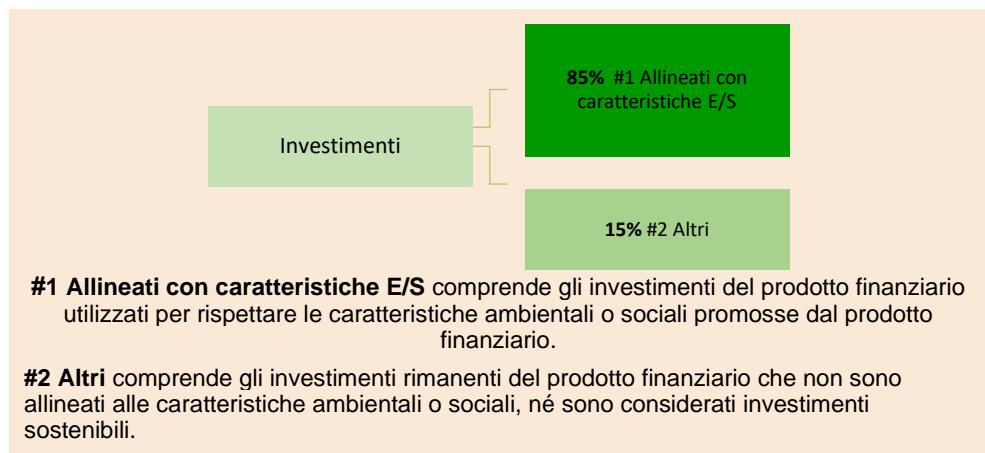 85% #1 Allineati con
caratteristiche E/S
Investimenti
15% #2 Altri
#1 Allineati con caratteristiche E/S comprende gli investimenti del prodotto finanziario
utilizzati per rispettare le caratteristiche ambientali o sociali promosse dal prodotto
finanziario.
#2 Altri comprende gli investimenti rimanenti del prodotto finanziario che non sono
allineati alle caratteristiche ambientali o sociali, né sono considerati investimenti
sostenibili.